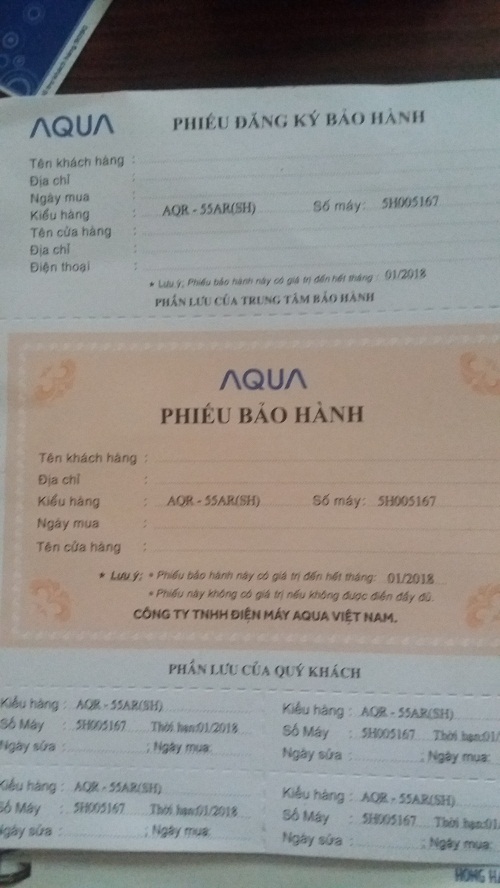 AQUA
PHIẾU ĐĂNG KÝ BẢO HÀNH
Tên khách hàng :
Địa chỉ :
Ngày mua :
Kiểu hàng : AQR - 55AR(SH) Số máy: 5H005167
Tên cửa hàng :
Địa chỉ :
Điện thoại :
* Lưu ý: Phiếu bảo hành này có giá trị đến hết tháng : 01/2018
PHẦN LƯU CỦA TRUNG TÂM BẢO HÀNH
AQUA
PHIẾU BẢO HÀNH
Tên khách hàng :
Địa chỉ :
Kiểu hàng : AQR - 55AR(SH) Số máy: 5H005167
Ngày mua :
Tên cửa hàng :
* Lưu ý: * Phiếu bảo hành này có giá trị đến hết tháng: 01/2018
* Phiếu này không có giá trị nếu không được điền đầy đủ.
CÔNG TY TNHH ĐIỆN MÁY AQUA VIỆT NAM.
PHẦN LƯU CỦA QUÝ KHÁCH
Kiểu hàng : AQR - 55AR(SH) Kiểu hàng : AQR - 55AR(SH)
Số Máy : 5H005167 Thời hạn:01/2018 Số Máy : 5H005167 Thời hạn:01/
Ngày sửa : ; Ngày mua: Ngày sửa : ; Ngày mua:
Kiểu hàng : AQR - 55AR(SH) Kiểu hàng : AQR - 55AR(SH)
Số Máy : 5H005167 Thời hạn:01/2018 Số Máy : 5H005167 Thời hạn:01/
Ngày sửa : ; Ngày mua: Ngày sửa : ; Ngày mua:
HONG HA